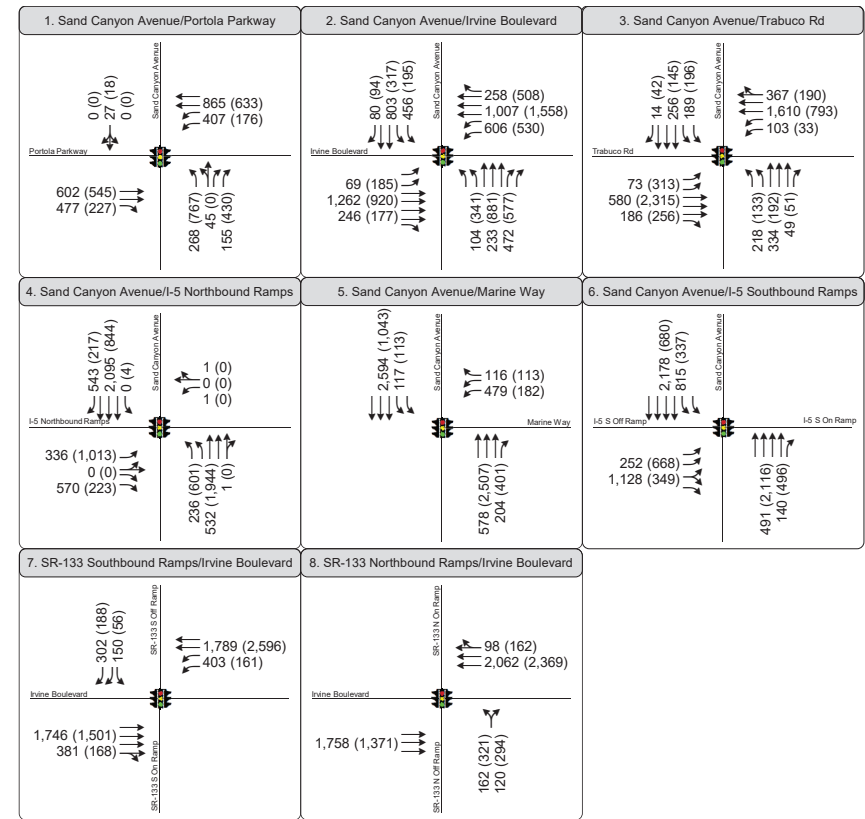 1. Sand Canyon Avenue/Portola Parkway
0 (0)
27 (18)
0 (0)
Sand Canyon Avenue
865 (633)
407 (176)
Portola Parkway
602 (545)
477 (227)
268 (767)
45 (0)
155 (430)
2. Sand Canyon Avenue/Irvine Boulevard
80 (94)
803 (317)
456 (195)
Sand Canyon Avenue
258 (508)
1,007 (1,558)
606 (530)
Irvine Boulevard
69 (185)
1,262 (920)
246 (177)
104 (341)
233 (881)
472 (577)
3. Sand Canyon Avenue/Trabuco Rd
14 (42)
256 (145)
189 (196)
Sand Canyon Avenue
367 (190)
1,610 (793)
103 (33)
Trabuco Rd
73 (313)
580 (2,315)
186 (256)
218 (133)
334 (192)
49 (51)
4. Sand Canyon Avenue/I-5 Northbound Ramps
543 (217)
2,095 (844)
0 (4)
Sand Canyon Avenue
1 (0)
0 (0)
1 (0)
I-5 Northbound Ramps
336 (1,013)
0 (0)
570 (223)
236 (601)
532 (1,944)
1 (0)
5. Sand Canyon Avenue/Marine Way
2,594 (1,043)
117 (113)
Sand Canyon Avenue
116 (113)
479 (182)
Marine Way
578 (2,507)
204 (401)
6. Sand Canyon Avenue/I-5 Southbound Ramps
2,178 (680)
815 (337)
Sand Canyon Avenue
I-5 S Off Ramp
I-5 S On Ramp
252 (668)
1,128 (349)
491 (2,116)
140 (496)
7. SR-133 Southbound Ramps/Irvine Boulevard
302 (188)
150 (56)
SR-133 S Off Ramp
1,789 (2,596)
403 (161)
Irvine Boulevard
1,746 (1,501)
381 (168)
SR-133 S On Ramp
8. SR-133 Northbound Ramps/Irvine Boulevard
SR-133 N On Ramp
98 (162)
2,062 (2,369)
Irvine Boulevard
1,758 (1,371)
SR-133 N Off Ramp
162 (321)
120 (294)